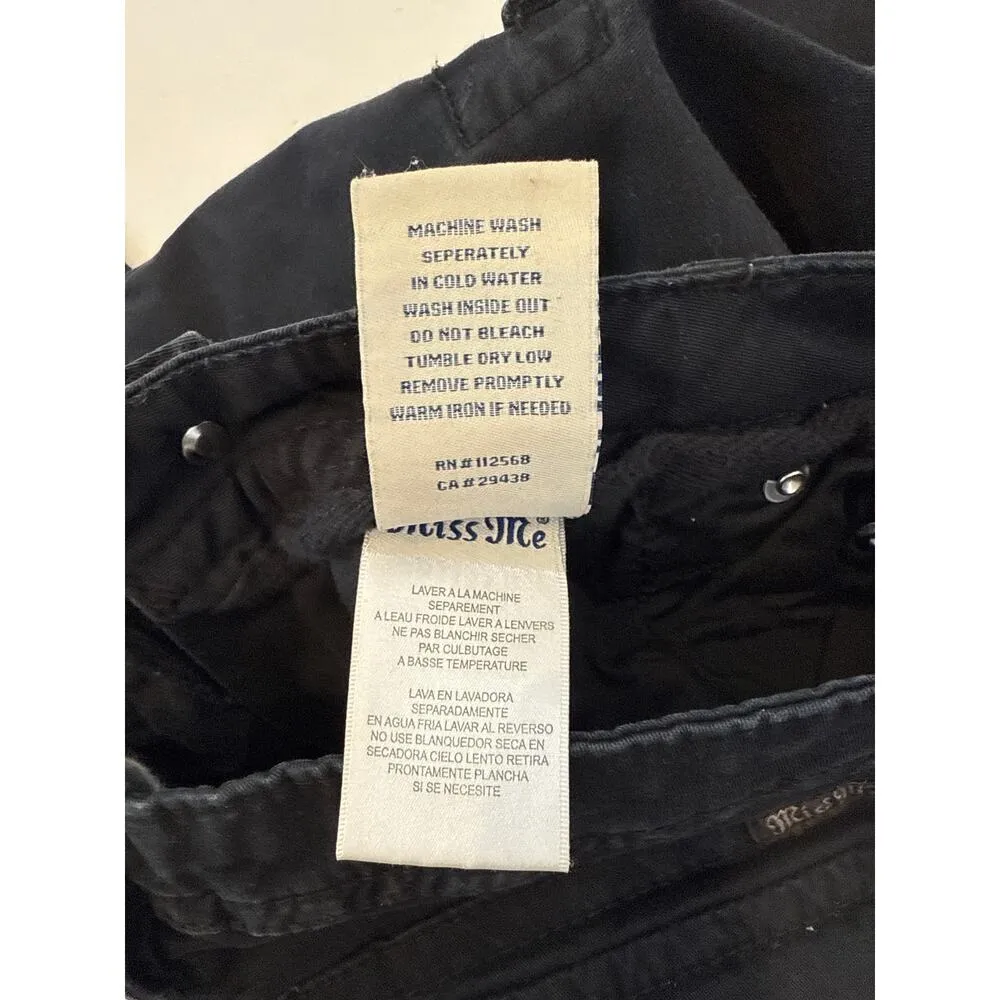 MACHINE WASH
SEPERATELY
IN COLD WATER
WASH INSIDE OUT
DO NOT BLEACH
TUMBLE DRY LOW
REMOVE PROMPTLY
WARM IRON IF NEEDED
RN#112568
CA#29438
Miss Me®
LAVER A LA MACHINE
SEPAREMENT
A LEAU FROIDE LAVER A LENVERS
NE PAS BLANCHIR SECHER
PAR CULBUTAGE
A BASSE TEMPERATURE
LAVA EN LAVADORA
SEPARADAMENTE
EN AGUA FRIA LAVAR AL REVERSO
NO USE BLANQUEDOR SECA EN
SECADORA CIELO LENTO RETIRA
PRONTAMENTE PLANCHA
SI SE NECESITE